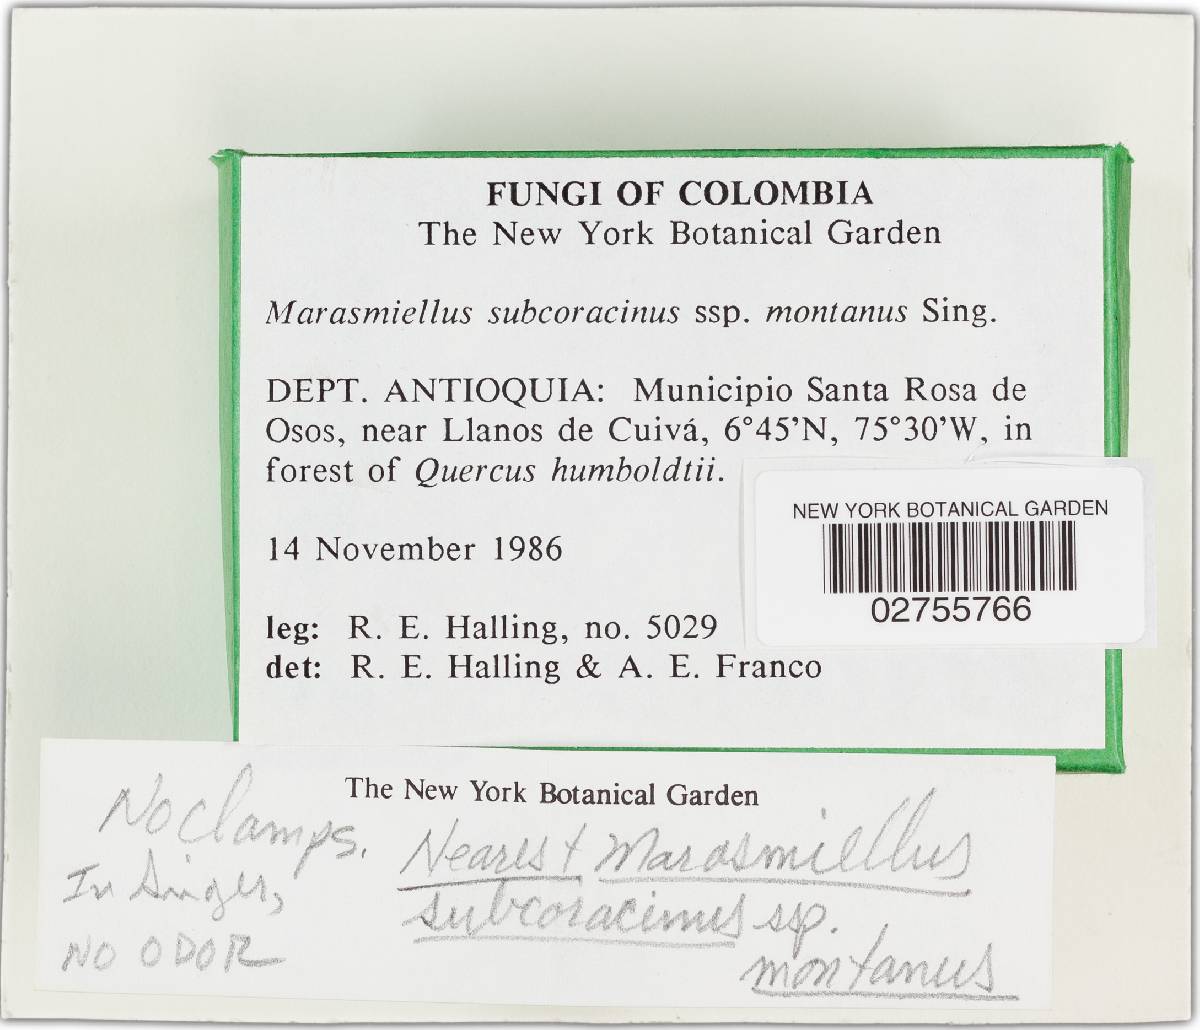 FUNGI OF COLOMBIA
The New York Botanical Garden
Marasmiellus subcoracinus ssp. montanus Sing.
DEPT. ANTIOQUIA: Municipio Santa Rosa de
Osos, near Llanos de Cuivá, 6°45'N, 75°30'W, in
forest of Quercus humboldtii.
14 November 1986
leg: R. E. Halling, no. 5029
det: R. E. Halling & A. E. Franco
NEW YORK BOTANICAL GARDEN
02755766
The New York Botanical Garden
No clamps.
In Singer,
NO ODOR
Nearest Marasmiellus
subcoracinus ssp.
montanus